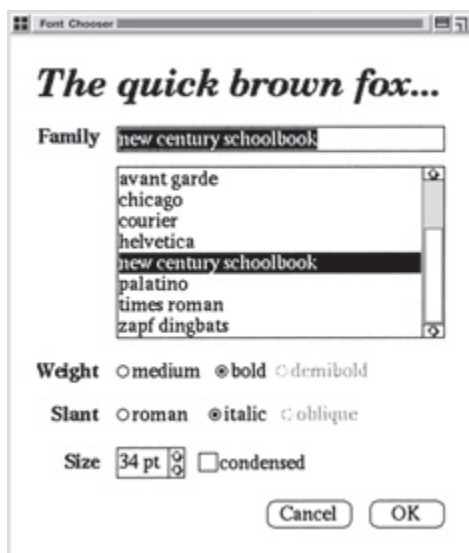 Font Chooser
The quick brown fox...
Family new century schoolbook
avant garde
chicago
courier
helvetica
new century schoolbook
palatino
times roman
zapf dingbats
Weight medium bold demibold
Slant roman italic oblique
Size 34 pt condensed
Cancel OK